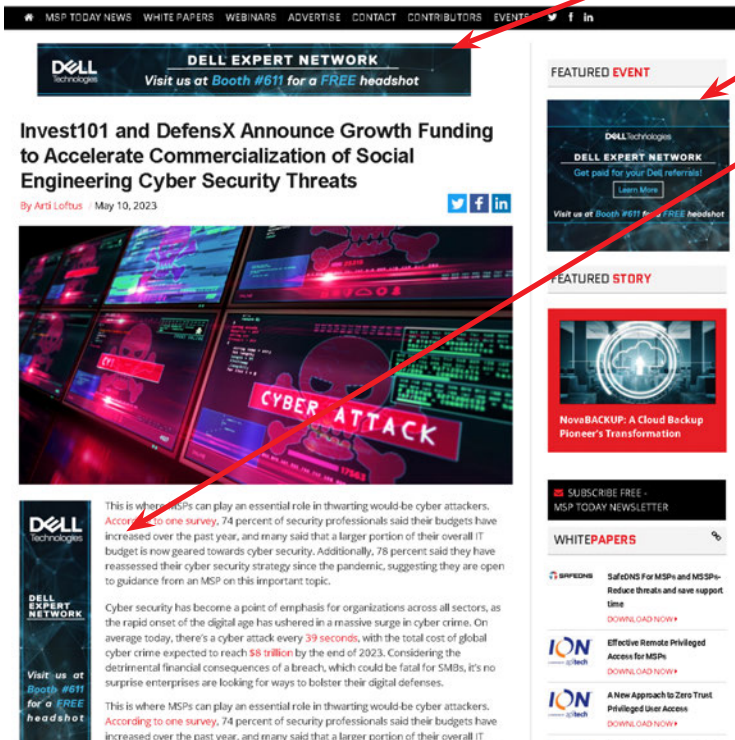 MSP TODAY NEWS WHITE PAPERS WEBINARS ADVERTISE CONTACT CONTRIBUTORS EVENTS
DELL
Technologies
DELL EXPERT NETWORK
Visit us at Booth #611 for a FREE headshot
Invest101 and DefensX Announce Growth Funding
to Accelerate Commercialization of Social
Engineering Cyber Security Threats
By Arti Loftus / May 10, 2023
CYBER ATTACK
17563
This is where MSPs can play an essential role in thwarting would-be cyber attackers.
According to one survey, 74 percent of security professionals said their budgets have
increased over the past year, and many said that a larger portion of their overall IT
budget is now geared towards cyber security. Additionally, 78 percent said they have
reassessed their cyber security strategy since the pandemic, suggesting they are open
to guidance from an MSP on this important topic.
Cyber security has become a point of emphasis for organizations across all sectors, as
the rapid onset of the digital age has ushered in a massive surge in cyber crime. On
average today, there's a cyber attack every 39 seconds, with the total cost of global
cyber crime expected to reach $8 trillion by the end of 2023. Considering the
detrimental financial consequences of a breach, which could be fatal for SMBs, it's no
surprise enterprises are looking for ways to bolster their digital defenses.
This is where MSPs can play an essential role in thwarting would-be cyber attackers.
According to one survey, 74 percent of security professionals said their budgets have
increased over the past year, and many said that a larger portion of their overall IT
DELL
Technologies
DELL
EXPERT
NETWORK
Visit us at
Booth #611
for a FREE
headshot
FEATURED EVENT
DELL Technologies
DELL EXPERT NETWORK
Get paid for your Dell referrals!
Learn More
Visit us at Booth #611 for a FREE headshot
FEATURED STORY
NovaBACKUP: A Cloud Backup
Pioneer's Transformation
SUBSCRIBE FREE -
MSP TODAY NEWSLETTER
WHITEPAPERS
SAFEDNS
SafeDNS For MSPs and MSSPs-
Reduce threats and save support
time
DOWNLOAD NOW
ION
apitech
Effective Remote Privileged
Access for MSPs
DOWNLOAD NOW
ION
apitech
A New Approach to Zero Trust
Privileged User Access
DOWNLOAD NOW